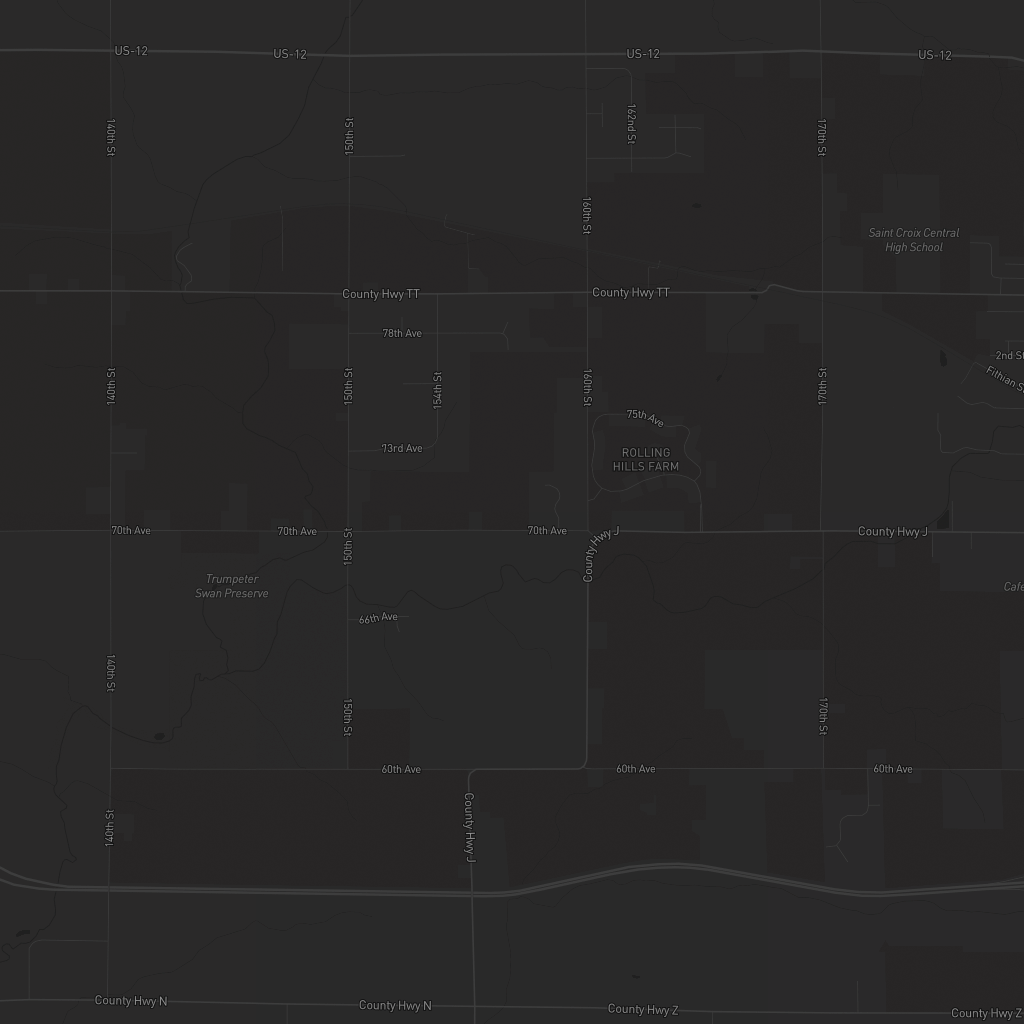 US-12
US-12
US-12
US-12
140th St
150th St
162nd St
170th St
160th St
Saint Croix Central
High School
County Hwy TT
County Hwy TT
78th Ave
2nd St
Fithian S
140th St
150th St
154th St
160th St
170th St
75th Ave
73rd Ave
ROLLING
HILLS FARM
70th Ave
70th Ave
70th Ave
County Hwy J
150th St
County Hwy J
Trumpeter
Swan Preserve
Cafe
66th Ave
140th St
150th St
170th St
60th Ave
60th Ave
60th Ave
140th St
County Hwy J
County Hwy N
County Hwy N
County Hwy Z
County Hwy Z